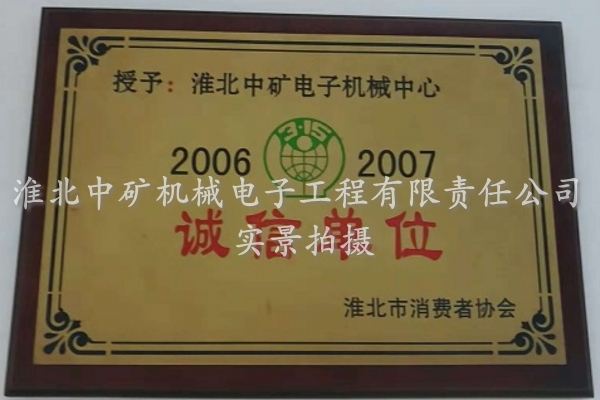 授予：淮北中矿电子机械中心
3·15
2006 2007
淮北中矿机械电子工程有限责任公司
诚信单位
实景拍摄
淮北市消费者协会